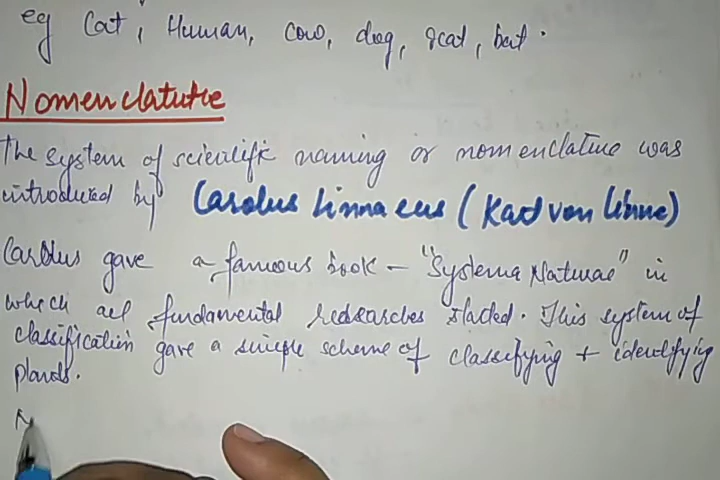 eg Cat, Human, cow, dog, rat, bat.
Nomenclature
The system of scientific naming or nomenclature was
introduced by Carolus Linnaeus (Karl von Linne)
Carolus gave a famous book - "Systema Naturae" in
which all fundamental researches stated. This system of
classification gave a simple scheme of classifying + identifying
plants.